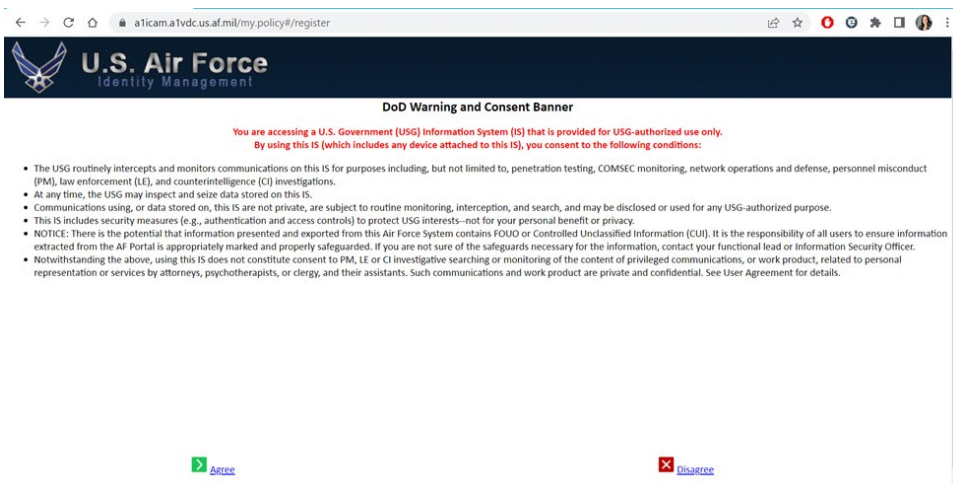 a1icam.a1vdc.us.af.mil/my.policy#/register
U.S. Air Force
Identity Management
DoD Warning and Consent Banner
You are accessing a U.S. Government (USG) Information System (IS) that is provided for USG-authorized use only.
By using this IS (which includes any device attached to this IS), you consent to the following conditions:
• The USG routinely intercepts and monitors communications on this IS for purposes including, but not limited to, penetration testing, COMSEC monitoring, network operations and defense, personnel misconduct
(PM), law enforcement (LE), and counterintelligence (CI) investigations.
• At any time, the USG may inspect and seize data stored on this IS.
• Communications using, or data stored on, this IS are not private, are subject to routine monitoring, interception, and search, and may be disclosed or used for any USG-authorized purpose.
• This IS includes security measures (e.g., authentication and access controls) to protect USG interests--not for your personal benefit or privacy.
• NOTICE: There is the potential that information presented and exported from this Air Force System contains FOUO or Controlled Unclassified Information (CUI). It is the responsibility of all users to ensure information
extracted from the AF Portal is appropriately marked and properly safeguarded. If you are not sure of the safeguards necessary for the information, contact your functional lead or Information Security Officer.
• Notwithstanding the above, using this IS does not constitute consent to PM, LE or CI investigative searching or monitoring of the content of privileged communications, or work product, related to personal
representation or services by attorneys, psychotherapists, or clergy, and their assistants. Such communications and work product are private and confidential. See User Agreement for details.
Agree
Disagree